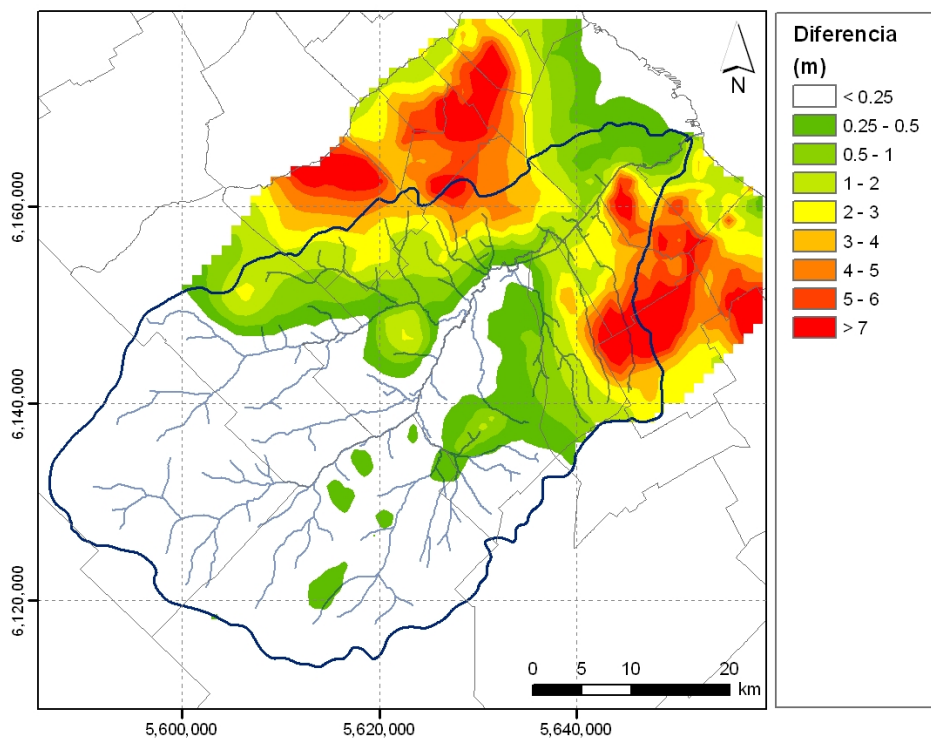 Diferencia
(m)
< 0.25
0.25 - 0.5
0.5 - 1
1 - 2
2 - 3
3 - 4
4 - 5
5 - 6
> 7
N
6,160,000
6,140,000
6,120,000
0 5 10 20
km
5,600,000 5,620,000 5,640,000